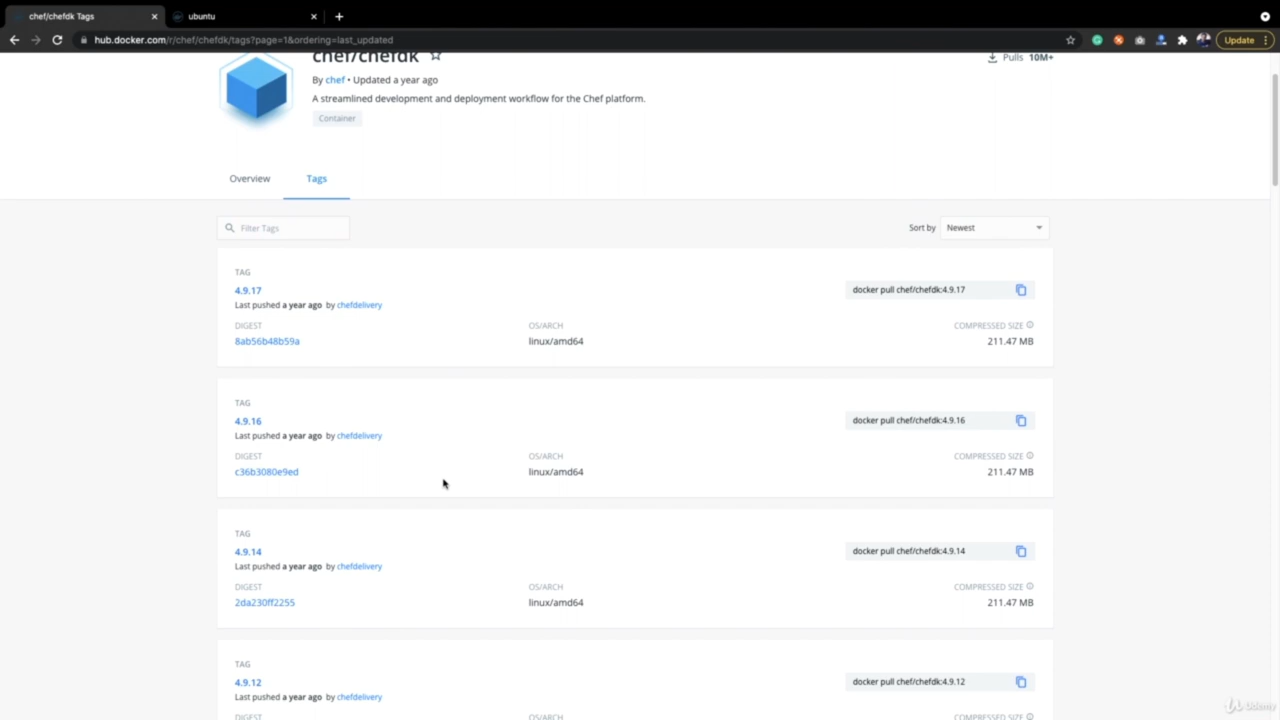 chef/chefdk Tags
ubuntu
hub.docker.com/r/chef/chefdk/tags?page=1&ordering=last_updated
Update
chef/chefdk
Pulls 10M+
By chef • Updated a year ago
A streamlined development and deployment workflow for the Chef platform.
Container
Overview
Tags
Filter Tags
Sort by Newest
TAG
4.9.17
docker pull chef/chefdk:4.9.17
Last pushed a year ago by chefdelivery
DIGEST OS/ARCH COMPRESSED SIZE
8ab56b48b59a linux/amd64 211.47 MB
TAG
4.9.16
docker pull chef/chefdk:4.9.16
Last pushed a year ago by chefdelivery
DIGEST OS/ARCH COMPRESSED SIZE
c36b3080e9ed linux/amd64 211.47 MB
TAG
4.9.14
docker pull chef/chefdk:4.9.14
Last pushed a year ago by chefdelivery
DIGEST OS/ARCH COMPRESSED SIZE
2da230ff2255 linux/amd64 211.47 MB
TAG
4.9.12
docker pull chef/chefdk:4.9.12
Last pushed a year ago by chefdelivery
DIGEST OS/ARCH COMPRESSED SIZE
Udemy